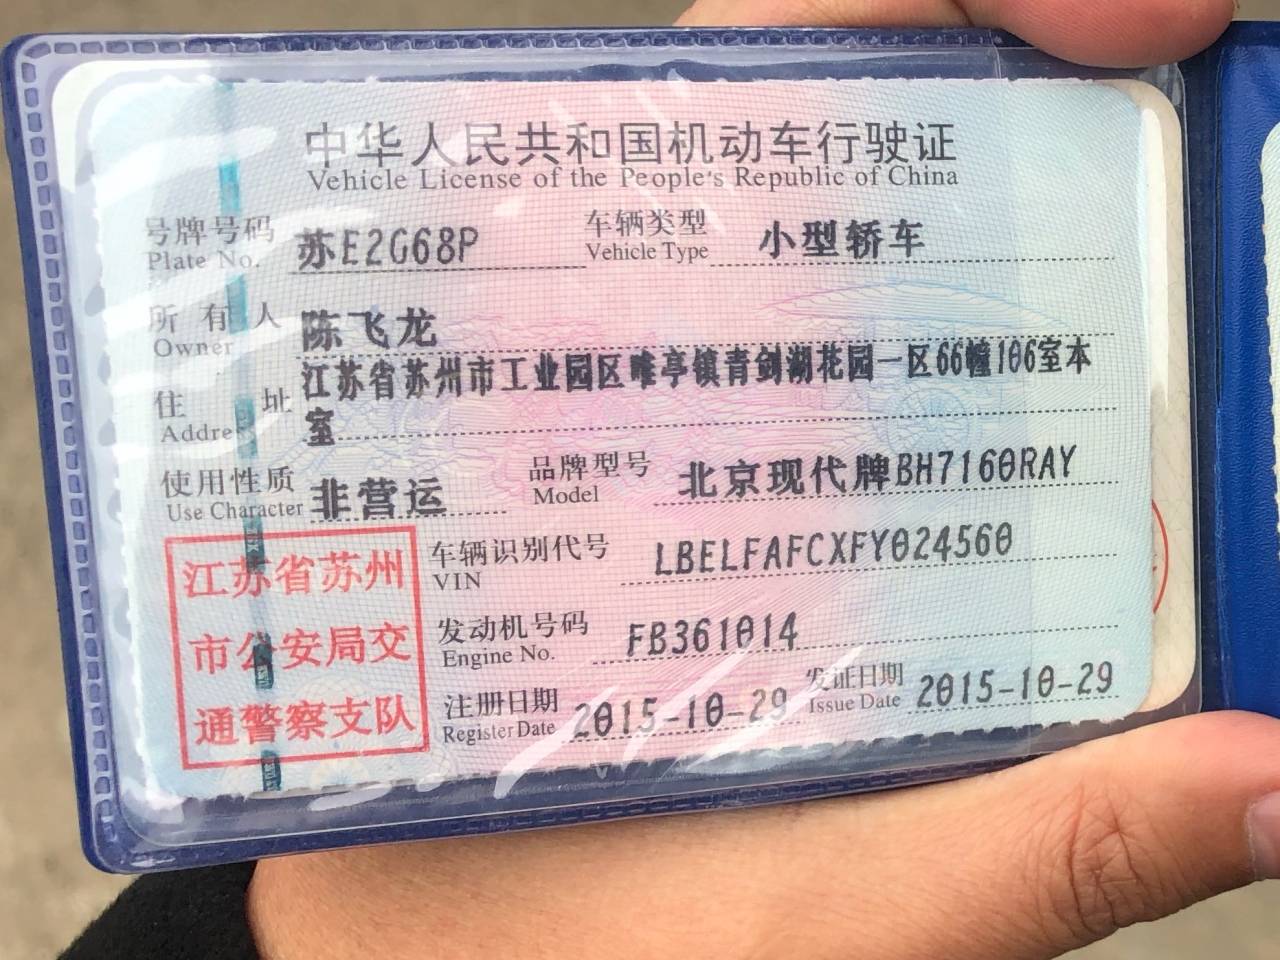 中华人民共和国机动车行驶证
Vehicle License of the People's Republic of China
号牌号码 苏E2G68P 车辆类型 小型轿车
Plate No. Vehicle Type
所有人 陈飞龙
Owner
住址 江苏省苏州市工业园区唯亭镇青剑湖花园一区66幢106室本
Addre 室
使用性质 非营运 品牌型号 北京现代牌BH7160RAY
Use Character Model
江苏省苏州
市公安局交
通警察支队
车辆识别代号 LBELFAFCXFY024560
VIN
发动机号码 FB361014
Engine No.
注册日期 2015-10-29 发证日期 2015-10-29
Register Date Issue Date